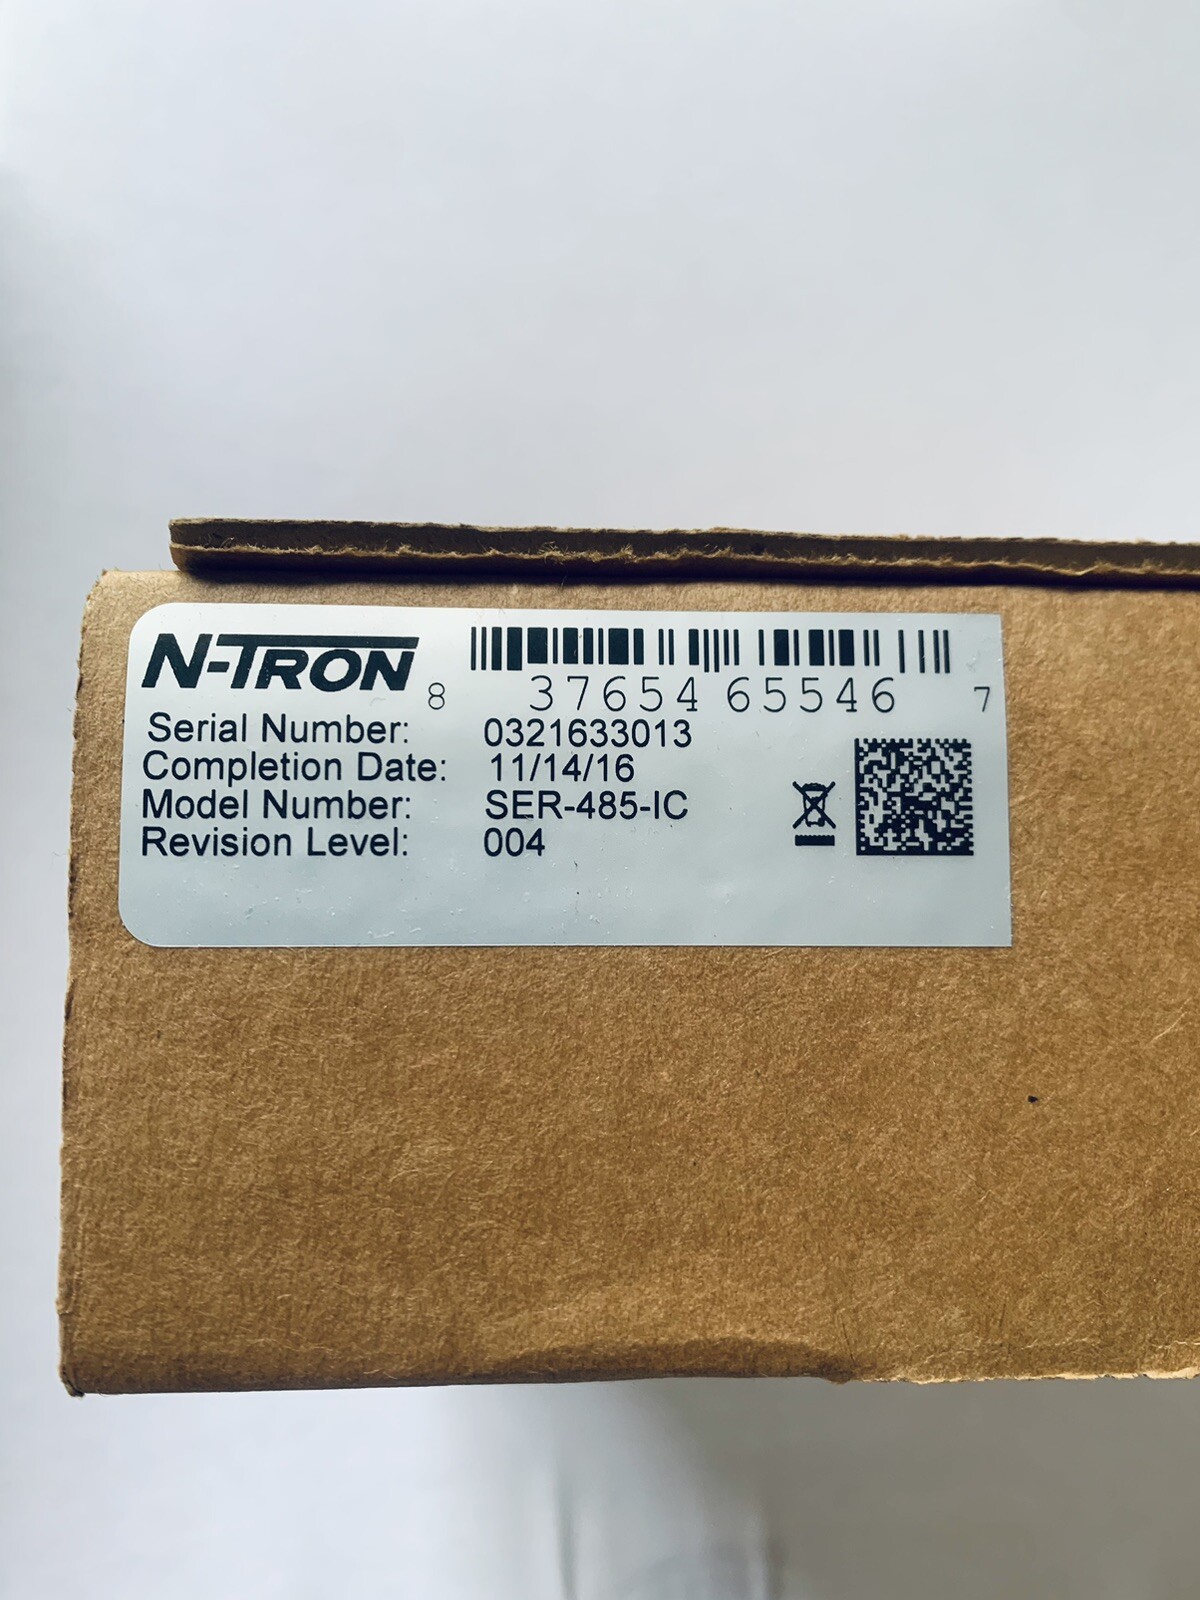 N-TRON
8 37654 65546 7
Serial Number: 0321633013
Completion Date: 11/14/16
Model Number: SER-485-IC
Revision Level: 004